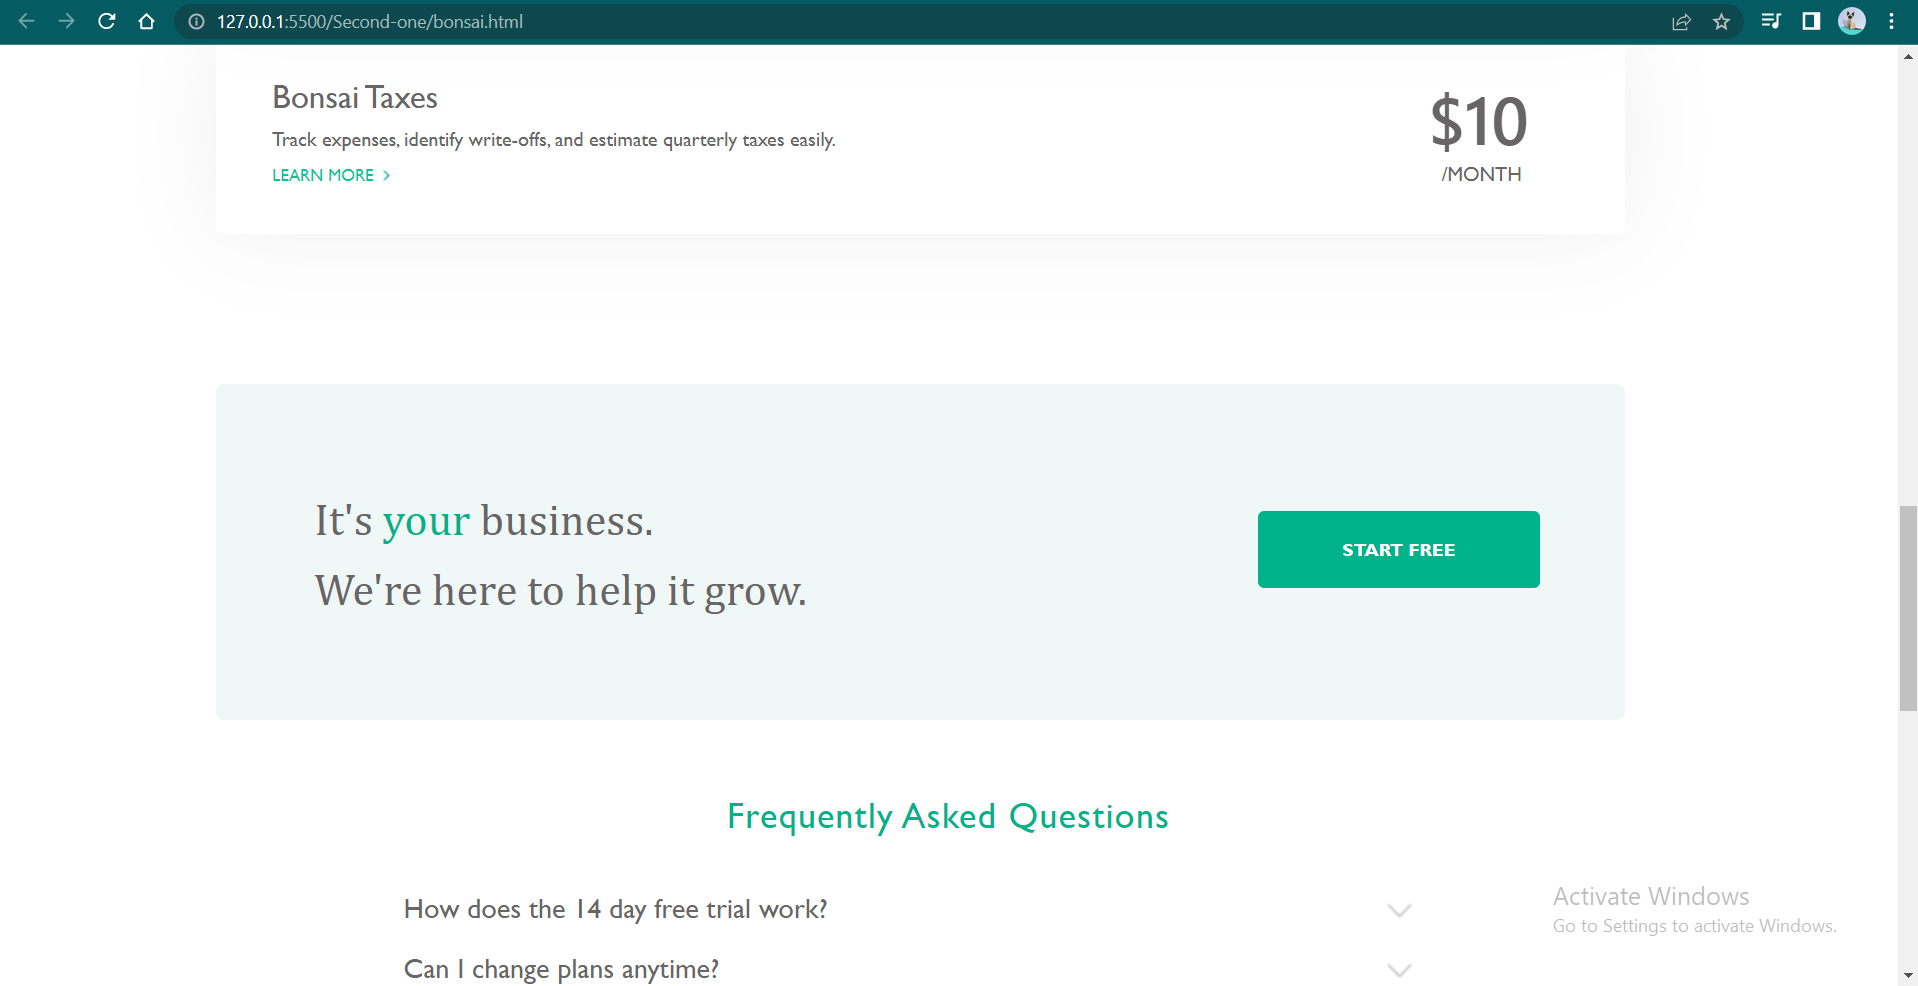 127.0.0.1:5500/Second-one/bonsai.html
Bonsai Taxes
Track expenses, identify write-offs, and estimate quarterly taxes easily.
LEARN MORE
$10
/MONTH
It's your business.
We're here to help it grow.
START FREE
Frequently Asked Questions
How does the 14 day free trial work?
Can I change plans anytime?
Activate Windows
Go to Settings to activate Windows.